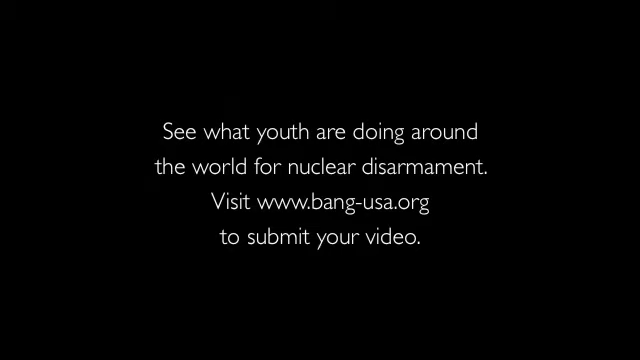 See what youth are doing around
the world for nuclear disarmament.
Visit www.bang-usa.org
to submit your video.